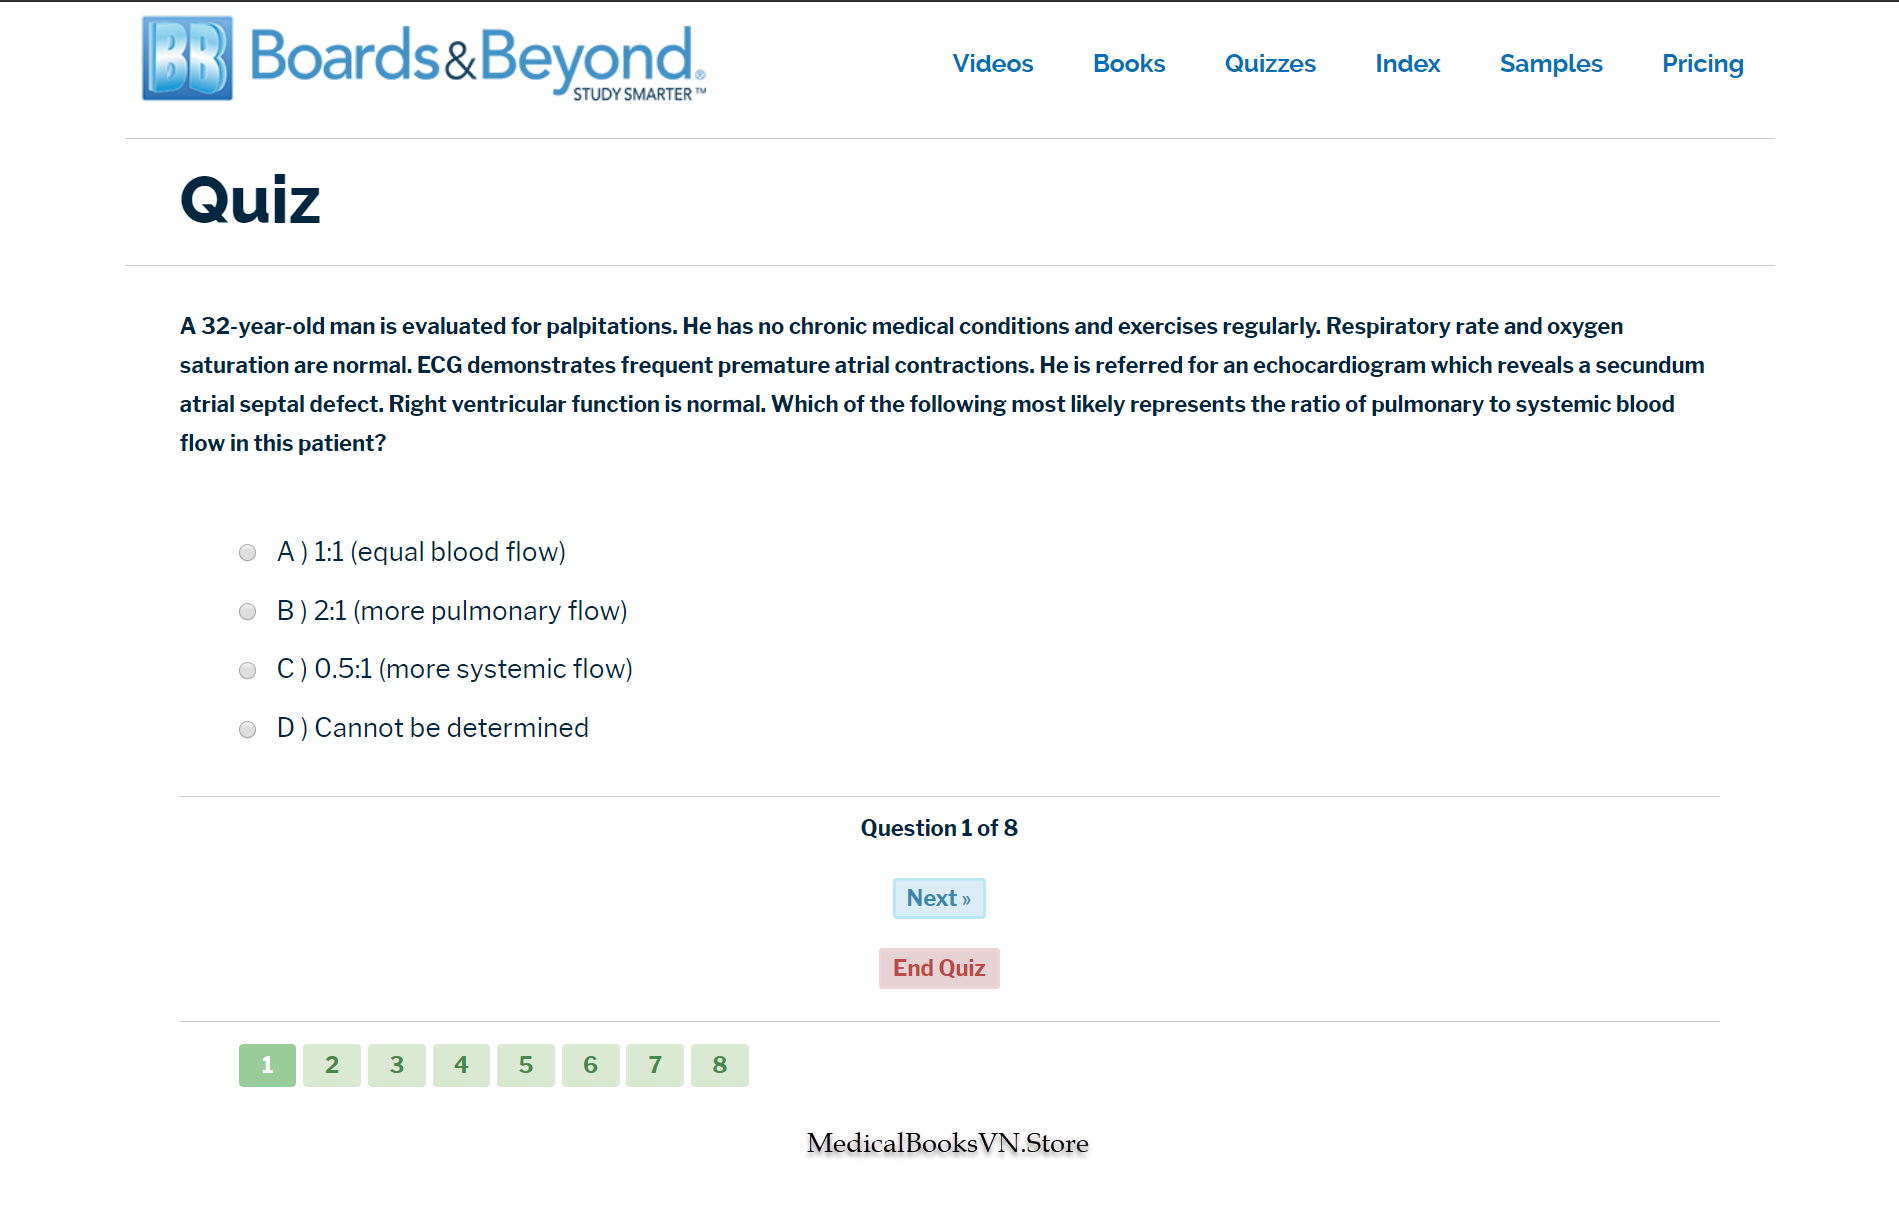 BB Boards&Beyond®
STUDY SMARTER™
Videos Books Quizzes Index Samples Pricing
Quiz
A 32-year-old man is evaluated for palpitations. He has no chronic medical conditions and exercises regularly. Respiratory rate and oxygen
saturation are normal. ECG demonstrates frequent premature atrial contractions. He is referred for an echocardiogram which reveals a secundum
atrial septal defect. Right ventricular function is normal. Which of the following most likely represents the ratio of pulmonary to systemic blood
flow in this patient?
A ) 1:1 (equal blood flow)
B ) 2:1 (more pulmonary flow)
C ) 0.5:1 (more systemic flow)
D ) Cannot be determined
Question 1 of 8
Next »
End Quiz
1 2 3 4 5 6 7 8
MedicalBooksVN.Store